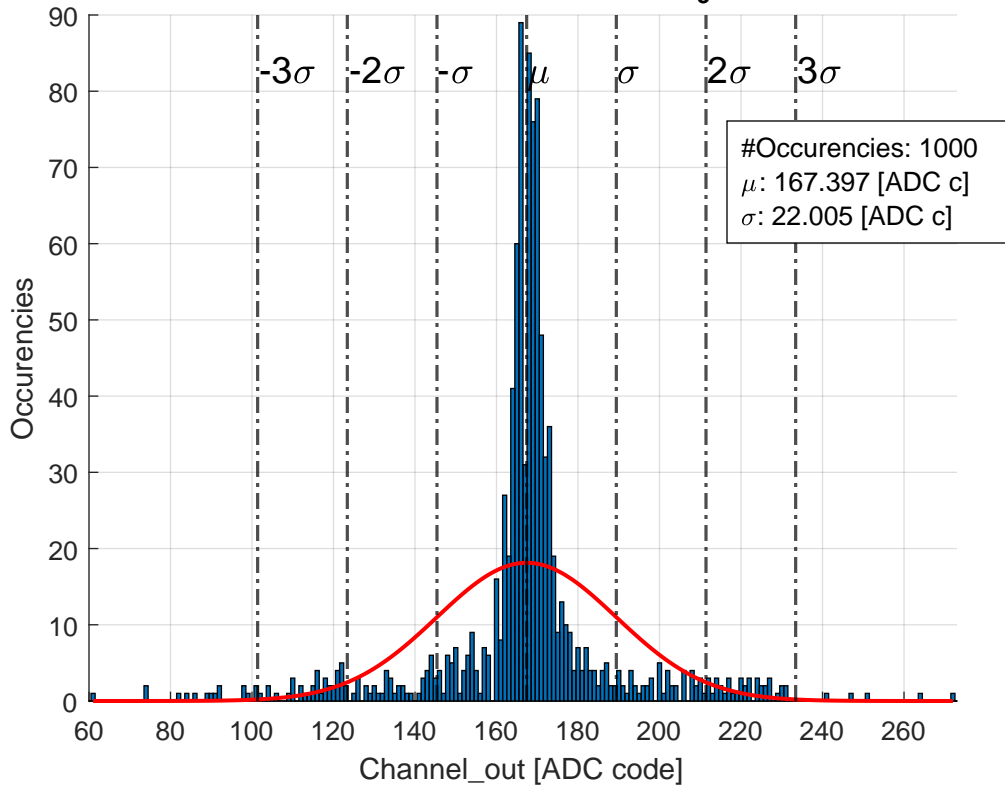 90
80
70
60
50
40
30
20
10
0
Occurencies
-3σ -2σ -σ μ σ 2σ 3σ
#Occurencies: 1000
μ: 167.397 [ADC c]
σ: 22.005 [ADC c]
60 80 100 120 140 160 180 200 220 240 260
Channel_out [ADC code]